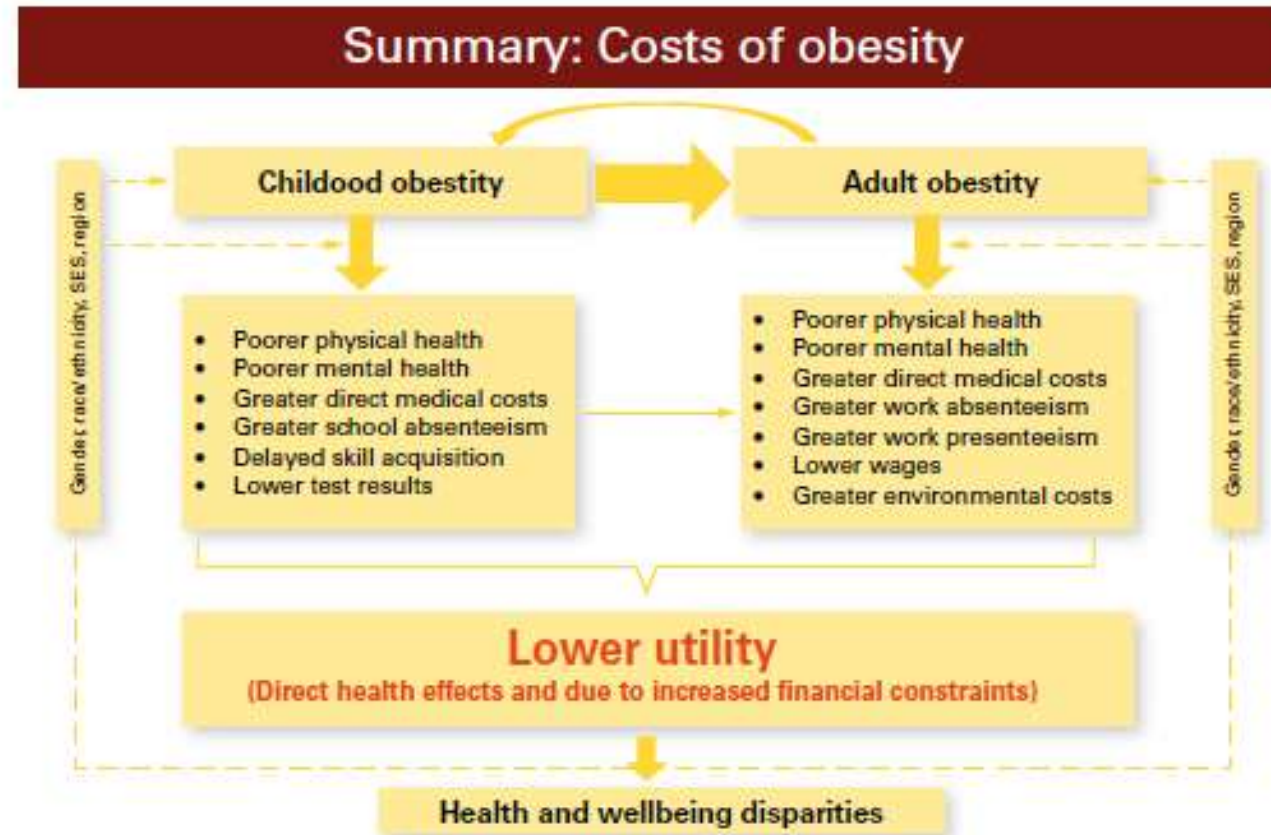 Summary: Costs of obesity
Childood obestity
Adult obestity
Gender, race/ethnicity, SES, region
• Poorer physical health
• Poorer mental health
• Greater direct medical costs
• Greater school absenteeism
• Delayed skill acquisition
• Lower test results
• Poorer physical health
• Poorer mental health
• Greater direct medical costs
• Greater work absenteeism
• Greater work presenteeism
• Lower wages
• Greater environmental costs
Gender, race/ethnicity, SES, region
Lower utility
(Direct health effects and due to increased financial constraints)
Health and wellbeing disparities